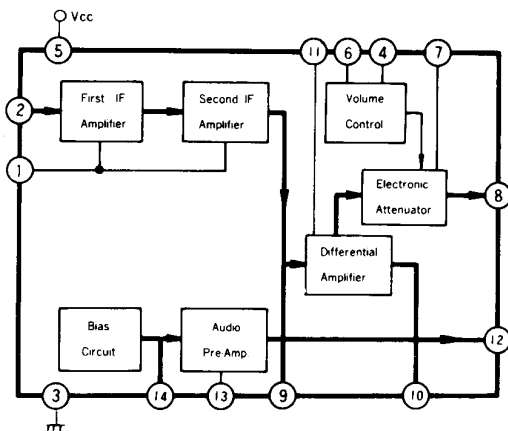 Vcc
5
11
6
4
7
2
First IF
Amplifier
Second IF
Amplifier
Volume
Control
1
Electronic
Attenuator
8
Differential
Amplifier
Bias
Circuit
Audio
Pre-Amp.
12
3
14
13
9
10